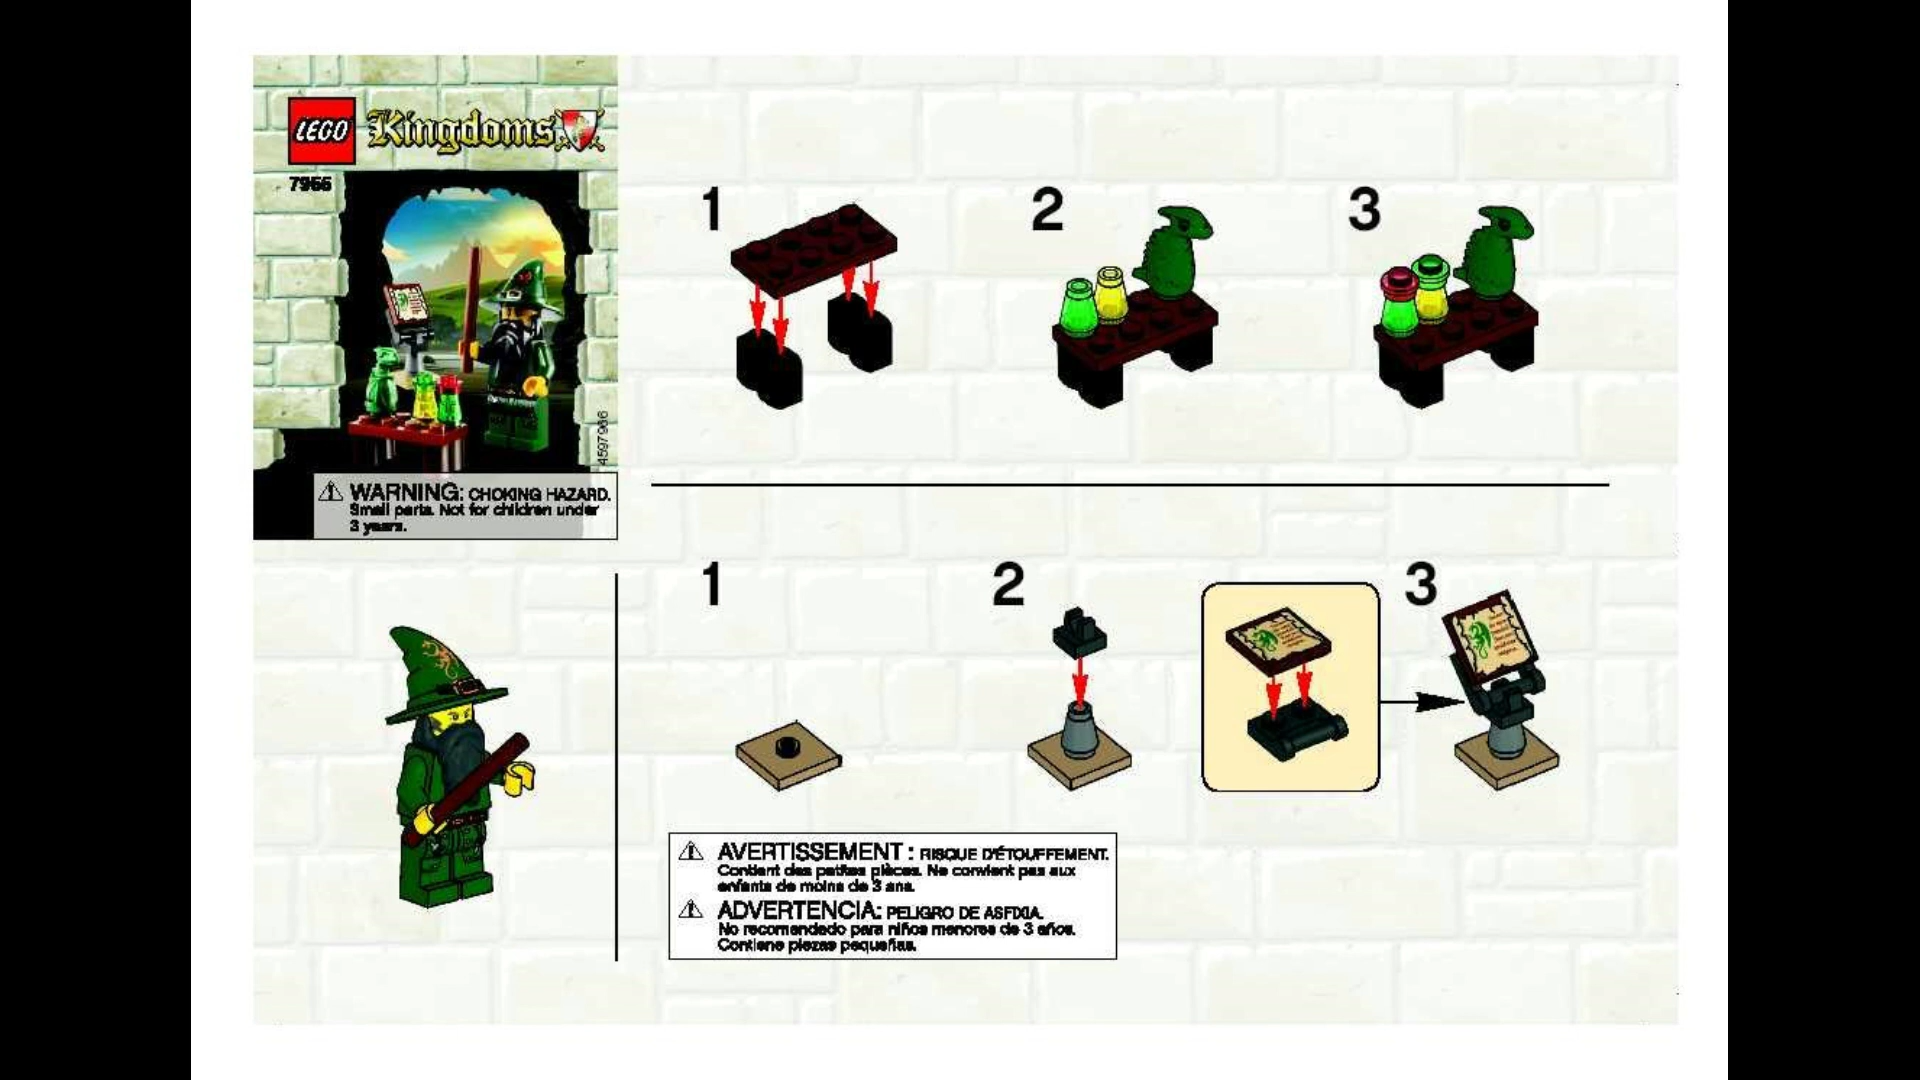 LEGO Kingdoms
7955
4597966
WARNING: CHOKING HAZARD.
Small parts. Not for children under
3 years.
1
2
3
1
2
3
AVERTISSEMENT : RISQUE D'ÉTOUFFEMENT.
Contient des petites pièces. Ne convient pas aux
enfants de moins de 3 ans.
ADVERTENCIA: PELIGRO DE ASFIXIA.
No recomendado para niños menores de 3 años.
Contiene piezas pequeñas.